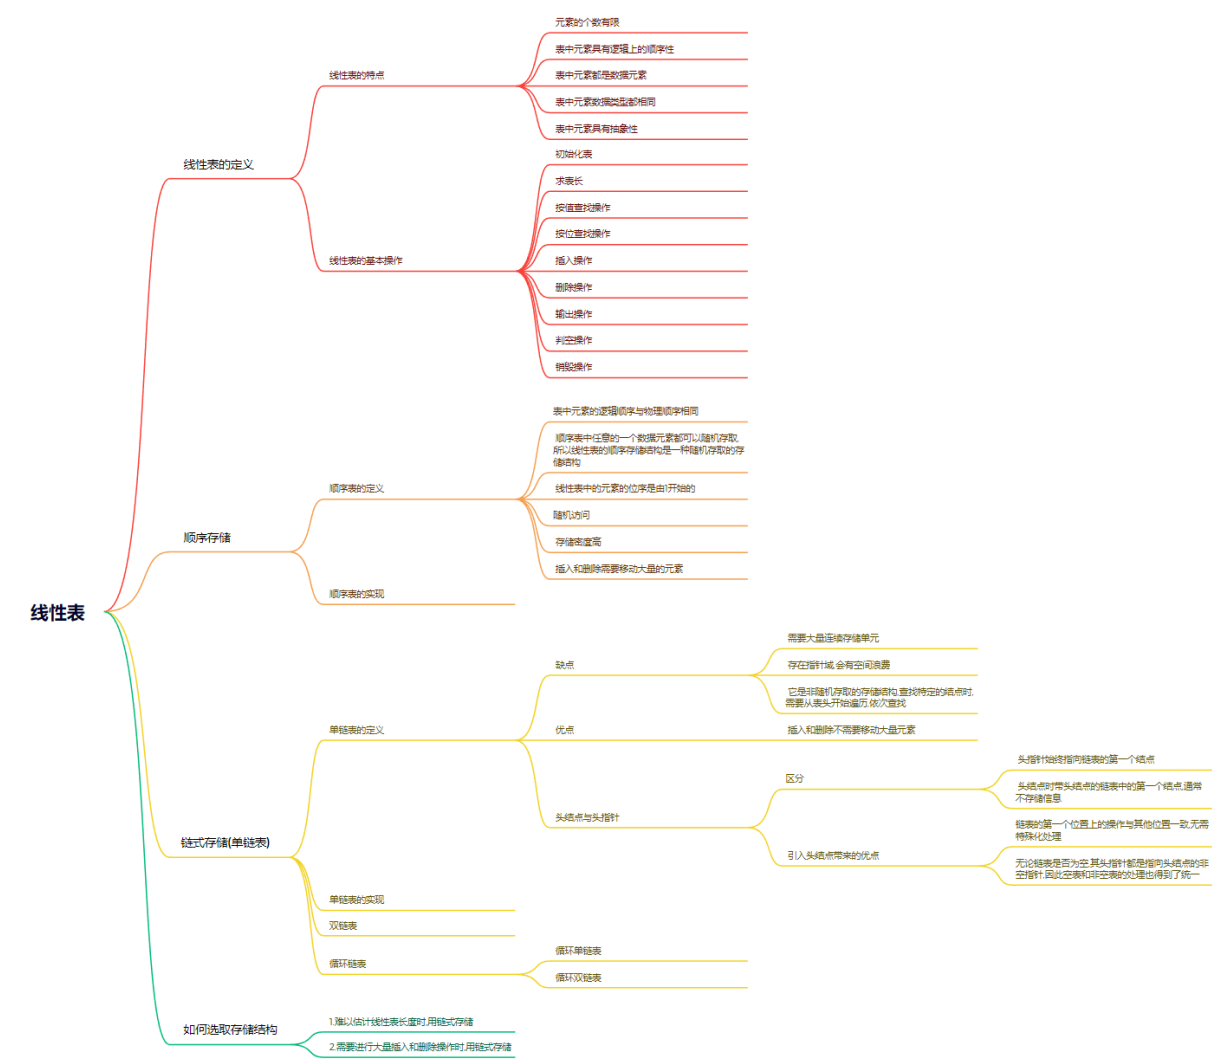 线性表
线性表的定义
线性表的特点
元素的个数有限
表中元素具有逻辑上的顺序性
表中元素都是数据元素
表中元素数据类型都相同
表中元素具有抽象性
线性表的基本操作
初始化表
求表长
按值查找操作
按位查找操作
插入操作
删除操作
输出操作
判空操作
销毁操作
顺序存储
顺序表的定义
表中元素的逻辑顺序与物理顺序相同
顺序表中任意的一个数据元素都可以随机存取,
所以线性表的顺序存储结构是一种随机存取的存
储结构
线性表中的元素的位序是由1开始的
随机访问
存储密度高
插入和删除需要移动大量的元素
顺序表的实现
链式存储(单链表)
单链表的定义
缺点
需要大量连续存储单元
存在指针域,会有空间浪费
它是非随机存取的存储结构,查找特定的结点时,
需要从表头开始遍历,依次查找
优点
插入和删除不需要移动大量元素
头结点与头指针
区分
头指针始终指向链表的第一个结点
头结点时带头结点的链表中的第一个结点,通常
不存储信息
引入头结点带来的优点
链表的第一个位置上的操作与其他位置一致,无需
特殊化处理
无论链表是否为空,其头指针都是指向头结点的非
空指针,因此空表和非空表的处理也得到了统一
单链表的实现
双链表
循环链表
循环单链表
循环双链表
如何选取存储结构
1.难以估计线性表长度时,用链式存储
2.需要进行大量插入和删除操作时,用链式存储